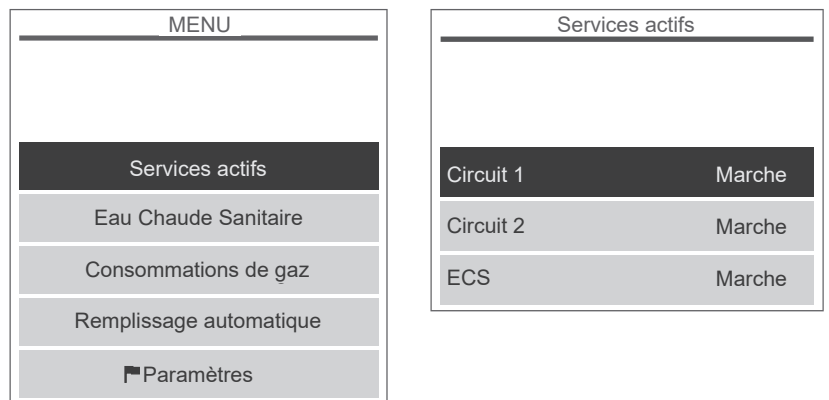 MENU
Services actifs
Eau Chaude Sanitaire
Consommations de gaz
Remplissage automatique
Paramètres
Services actifs
Circuit 1 Marche
Circuit 2 Marche
ECS Marche